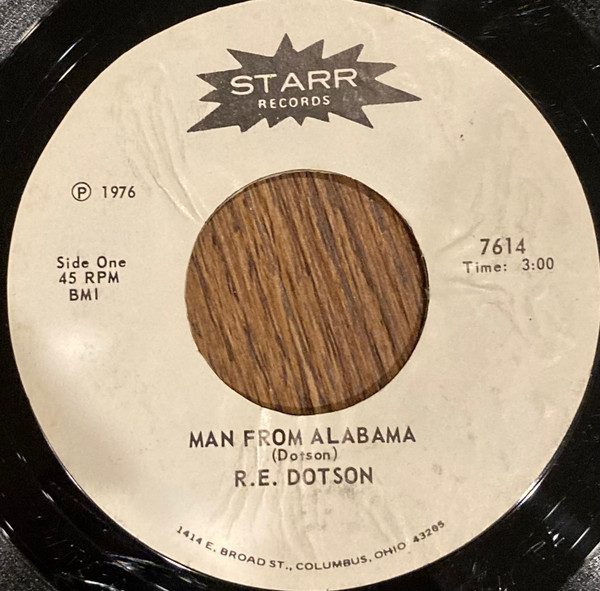 STARR
RECORDS
℗ 1976
Side One
45 RPM
BMI
7614
Time: 3:00
MAN FROM ALABAMA
(Dotson)
R.E. DOTSON
1414 E. BROAD ST., COLUMBUS, OHIO 43205